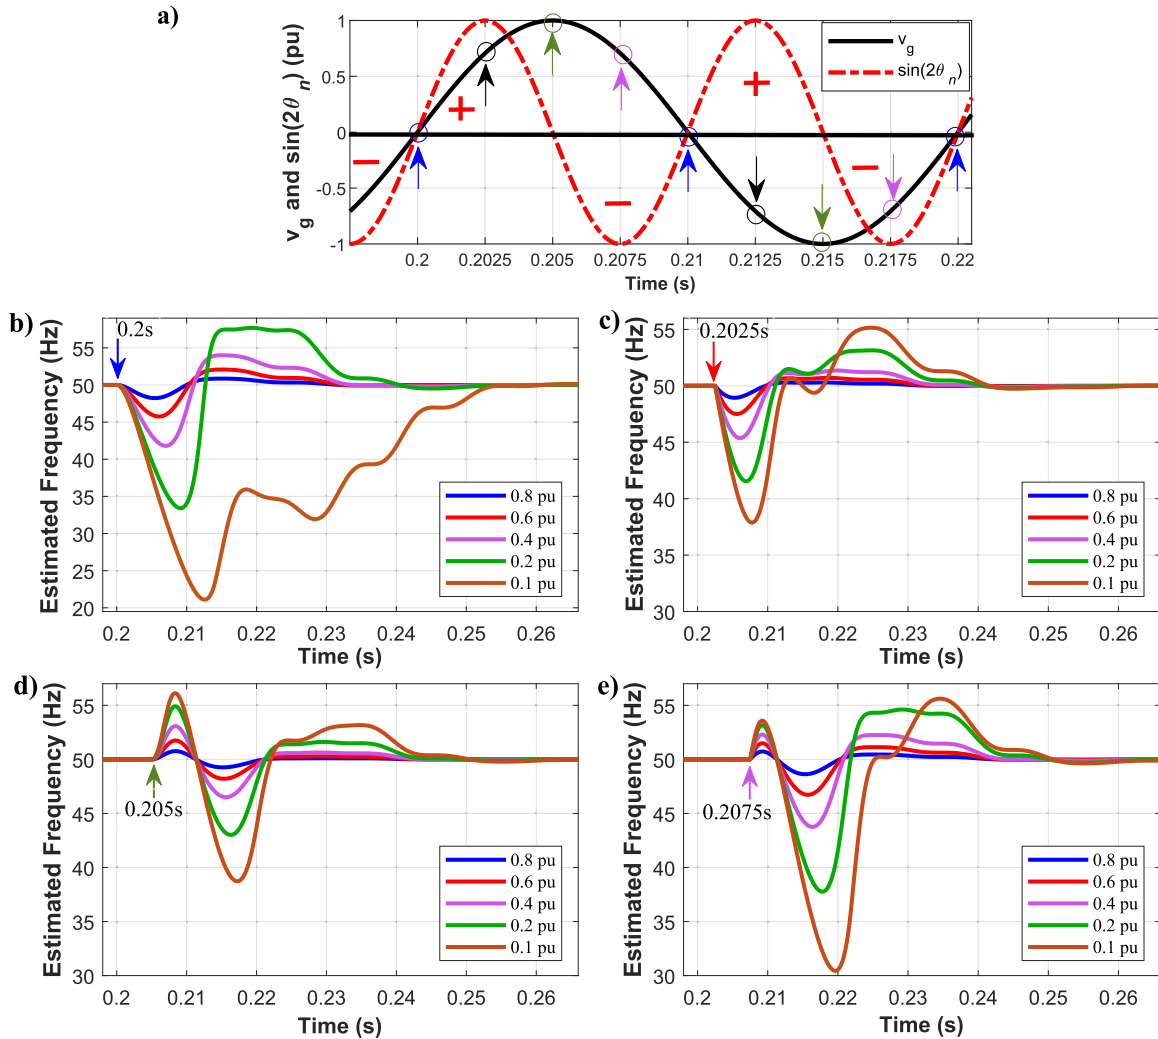 a)
v_g and sin(2θ_n) (pu)
1
0.5
0
-0.5
-1
v_g
sin(2θ_n)
+
+
−
−
−
0.2
0.2025
0.205
0.2075
0.21
0.2125
0.215
0.2175
0.22
Time (s)
b)
Estimated Frequency (Hz)
55
50
45
40
35
30
25
20
0.2s
0.8 pu
0.6 pu
0.4 pu
0.2 pu
0.1 pu
0.2
0.21
0.22
0.23
0.24
0.25
0.26
Time (s)
c)
Estimated Frequency (Hz)
55
50
45
40
35
30
0.2025s
0.8 pu
0.6 pu
0.4 pu
0.2 pu
0.1 pu
0.2
0.21
0.22
0.23
0.24
0.25
0.26
Time (s)
d)
Estimated Frequency (Hz)
55
50
45
40
35
30
0.205s
0.8 pu
0.6 pu
0.4 pu
0.2 pu
0.1 pu
0.2
0.21
0.22
0.23
0.24
0.25
0.26
Time (s)
e)
Estimated Frequency (Hz)
55
50
45
40
35
30
0.2075s
0.8 pu
0.6 pu
0.4 pu
0.2 pu
0.1 pu
0.2
0.21
0.22
0.23
0.24
0.25
0.26
Time (s)